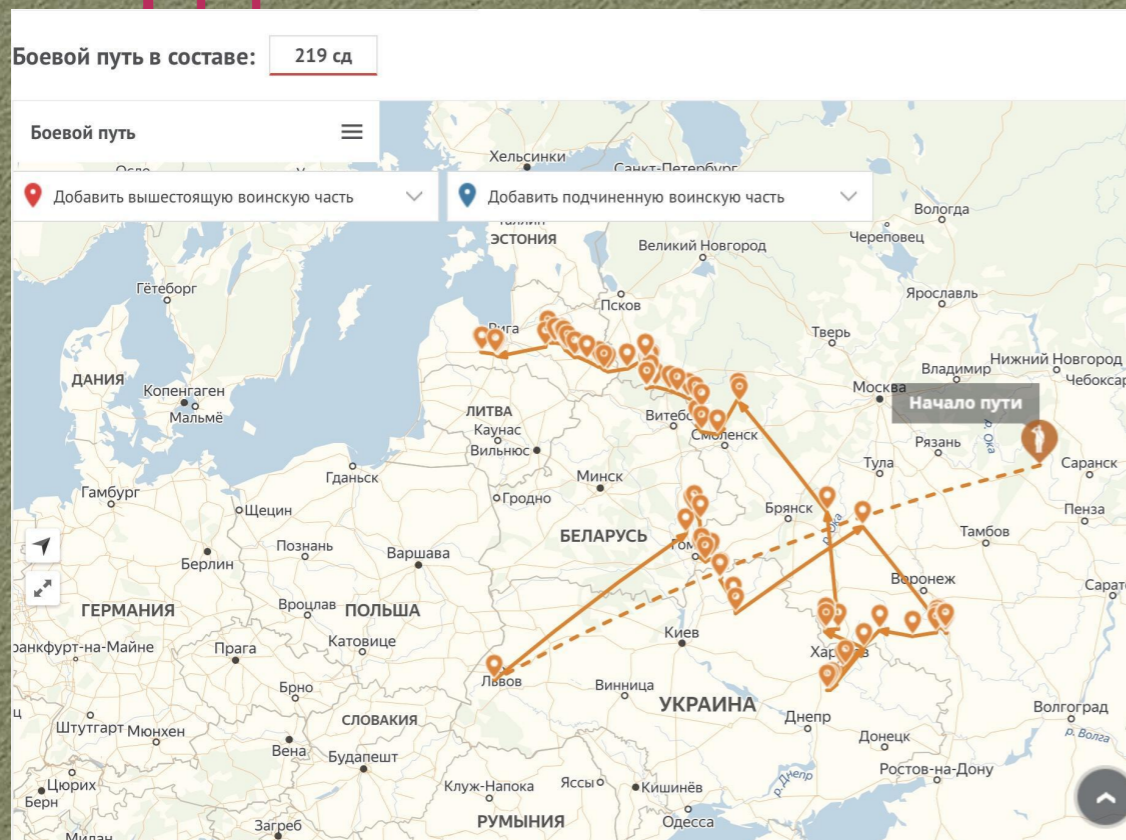 Боевой путь в составе: 219 сд
Боевой путь
Хельсинки
Санкт-Петербург
Добавить вышестоящую воинскую часть
Добавить подчиненную воинскую часть
Вологда
Череповец
ЭСТОНИЯ
Великий Новгород
Гётеборг
Псков
Ярославль
Рига
Тверь
Нижний Новгород
Владимир
ДАНИЯ
Москва
Копенгаген
Начало пути
Мальмё
ЛИТВА
Каунас
Смоленск
р. Ока
Рязань
Вильнюс
Тула
Саранск
Гданьск
Минск
Гамбург
Щецин
Гродно
Брянск
Пенза
р. Ока
БЕЛАРУСЬ
Тамбов
Познань
Варшава
Берлин
Воронеж
ГЕРМАНИЯ
Вроцлав
ПОЛЬША
Киев
Катовице
Прага
Львов
Винница
Брно
УКРАИНА
СЛОВАКИЯ
Днепр
Волгоград
Штутгарт
Мюнхен
р. Волга
Вена
Будапешт
Донецк
Цюрих
Клуж-Напока
Яссы
Кишинёв
р. Днепр
Ростов-на-Дону
Берн
Загреб
РУМЫНИЯ
Одесса
Милан